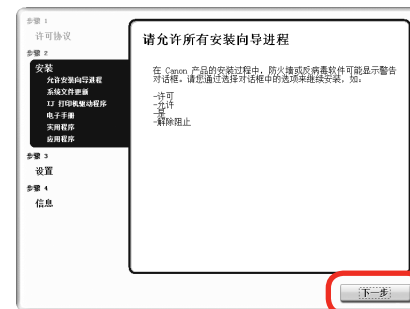 步骤 1
许可协议
步骤 2
安装
允许安装向导进程
系统文件更新
IJ 打印机驱动程序
电子手册
实用程序
应用程序
步骤 3
设置
步骤 4
信息
请允许所有安装向导进程
在 Canon 产品的安装过程中，防火墙或反病毒软件可能显示警告
对话框。请您通过选择对话框中的选项来继续安装，如：
-许可
-允许
-是
-解除阻止
下一步